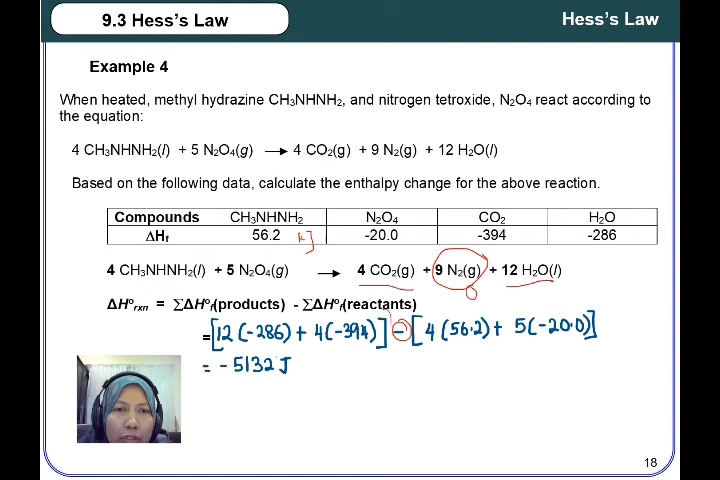 9.3 Hess's Law
Hess's Law
Example 4
When heated, methyl hydrazine CH₃NHNH₂, and nitrogen tetroxide, N₂O₄ react according to
the equation:
4 CH₃NHNH₂(l) + 5 N₂O₄(g) → 4 CO₂(g) + 9 N₂(g) + 12 H₂O(l)
Based on the following data, calculate the enthalpy change for the above reaction.
Compounds CH₃NHNH₂ N₂O₄ CO₂ H₂O
ΔHf 56.2 kJ -20.0 -394 -286
4 CH₃NHNH₂(l) + 5 N₂O₄(g) → 4 CO₂(g) + 9 N₂(g) + 12 H₂O(l)
0
ΔH°rxn = ∑ΔH°f(products) - ∑ΔH°f(reactants)
= [12 (-286) + 4(-394)] - [4 (56.2) + 5(-20.0)]
= -5132 J
18